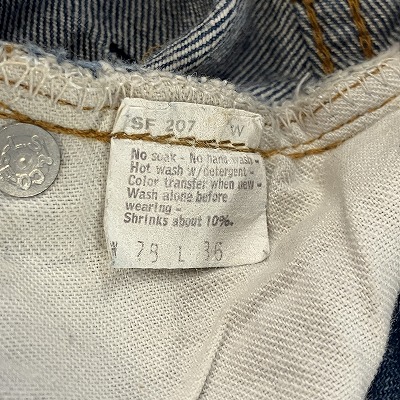 SF 207 W
No soak - No hand wash -
Hot wash w/detergent -
Color transfer when new -
Wash alone before
wearing -
Shrinks about 10%.
W 28 L 36